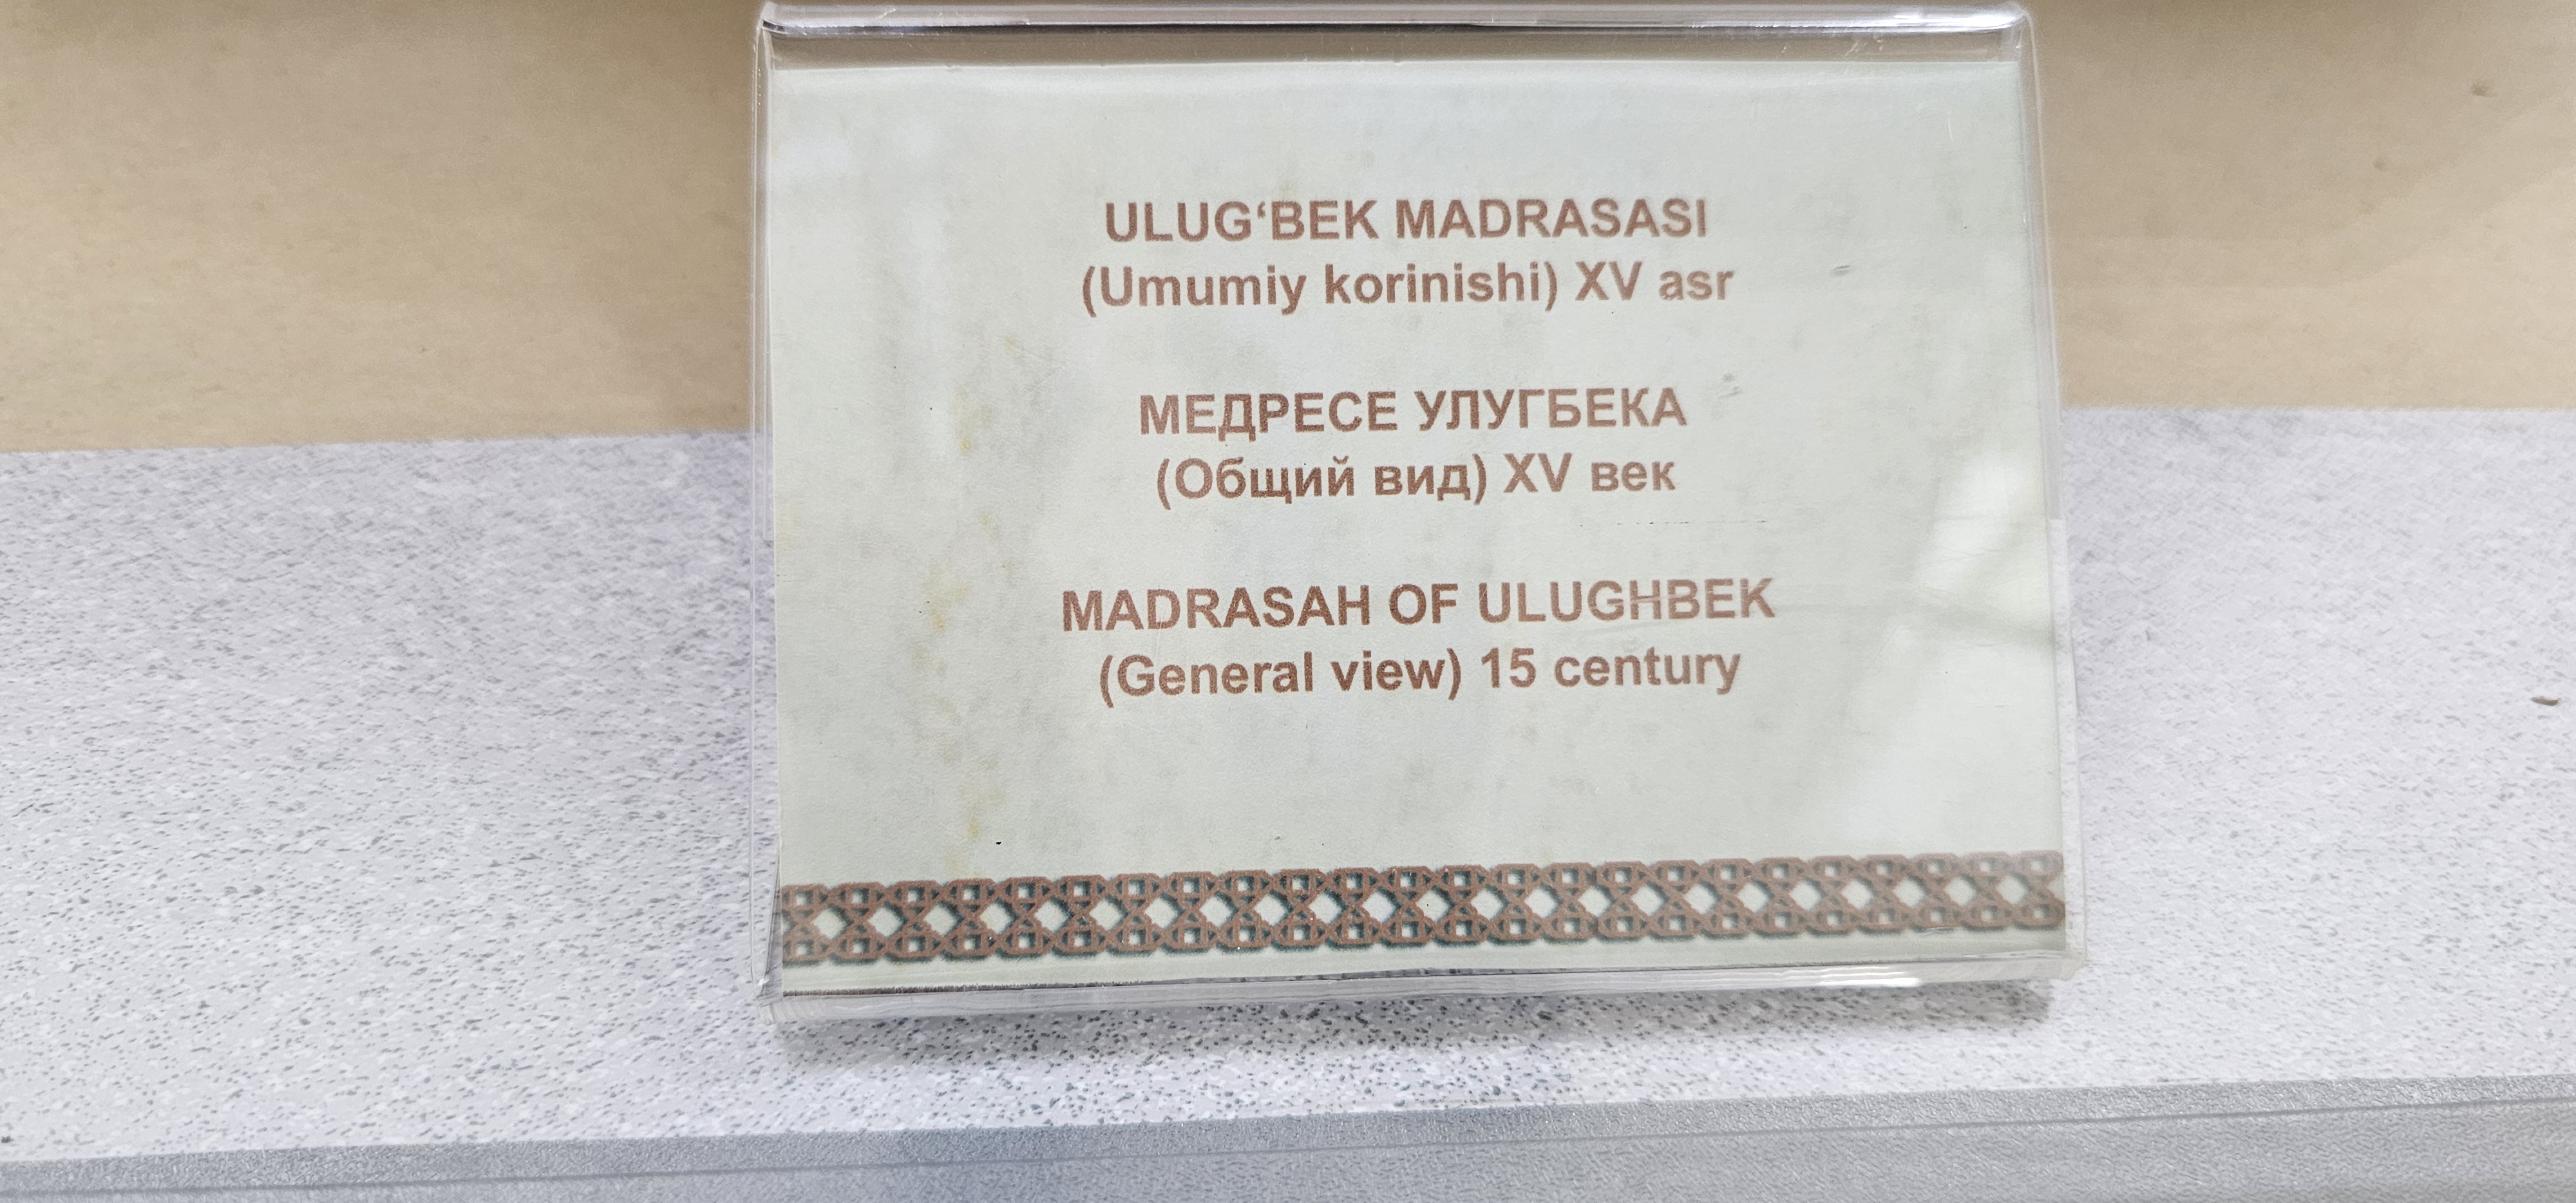 ULUG‘BEK MADRASASI
(Umumiy korinishi) XV asr
МЕДРЕСЕ УЛУГБЕКА
(Общий вид) XV век
MADRASAH OF ULUGHBEK
(General view) 15 century